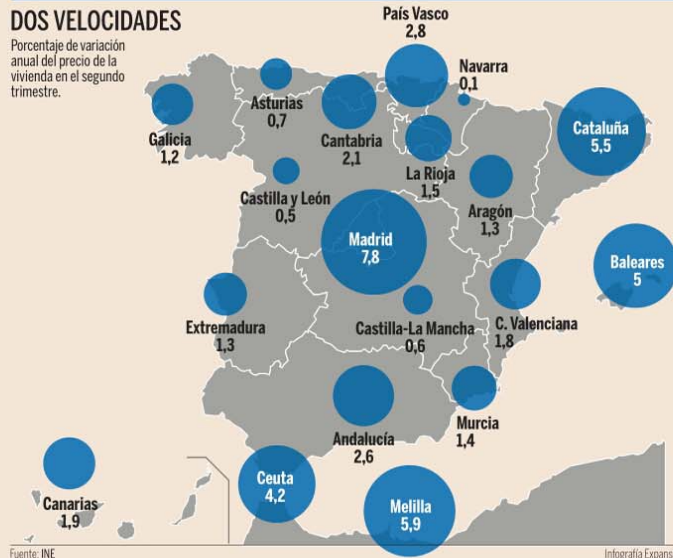 DOS VELOCIDADES
Porcentaje de variación
anual del precio de la
vivienda en el segundo
trimestre.
País Vasco
2,8
Navarra
0,1
Asturias
0,7
Galicia
1,2
Cantabria
2,1
La Rioja
1,5
Cataluña
5,5
Castilla y León
0,5
Aragón
1,3
Madrid
7,8
Baleares
5
Extremadura
1,3
Castilla-La Mancha
0,6
C. Valenciana
1,8
Murcia
1,4
Andalucía
2,6
Ceuta
4,2
Melilla
5,9
Canarias
1,9
Fuente: INE
Infografía